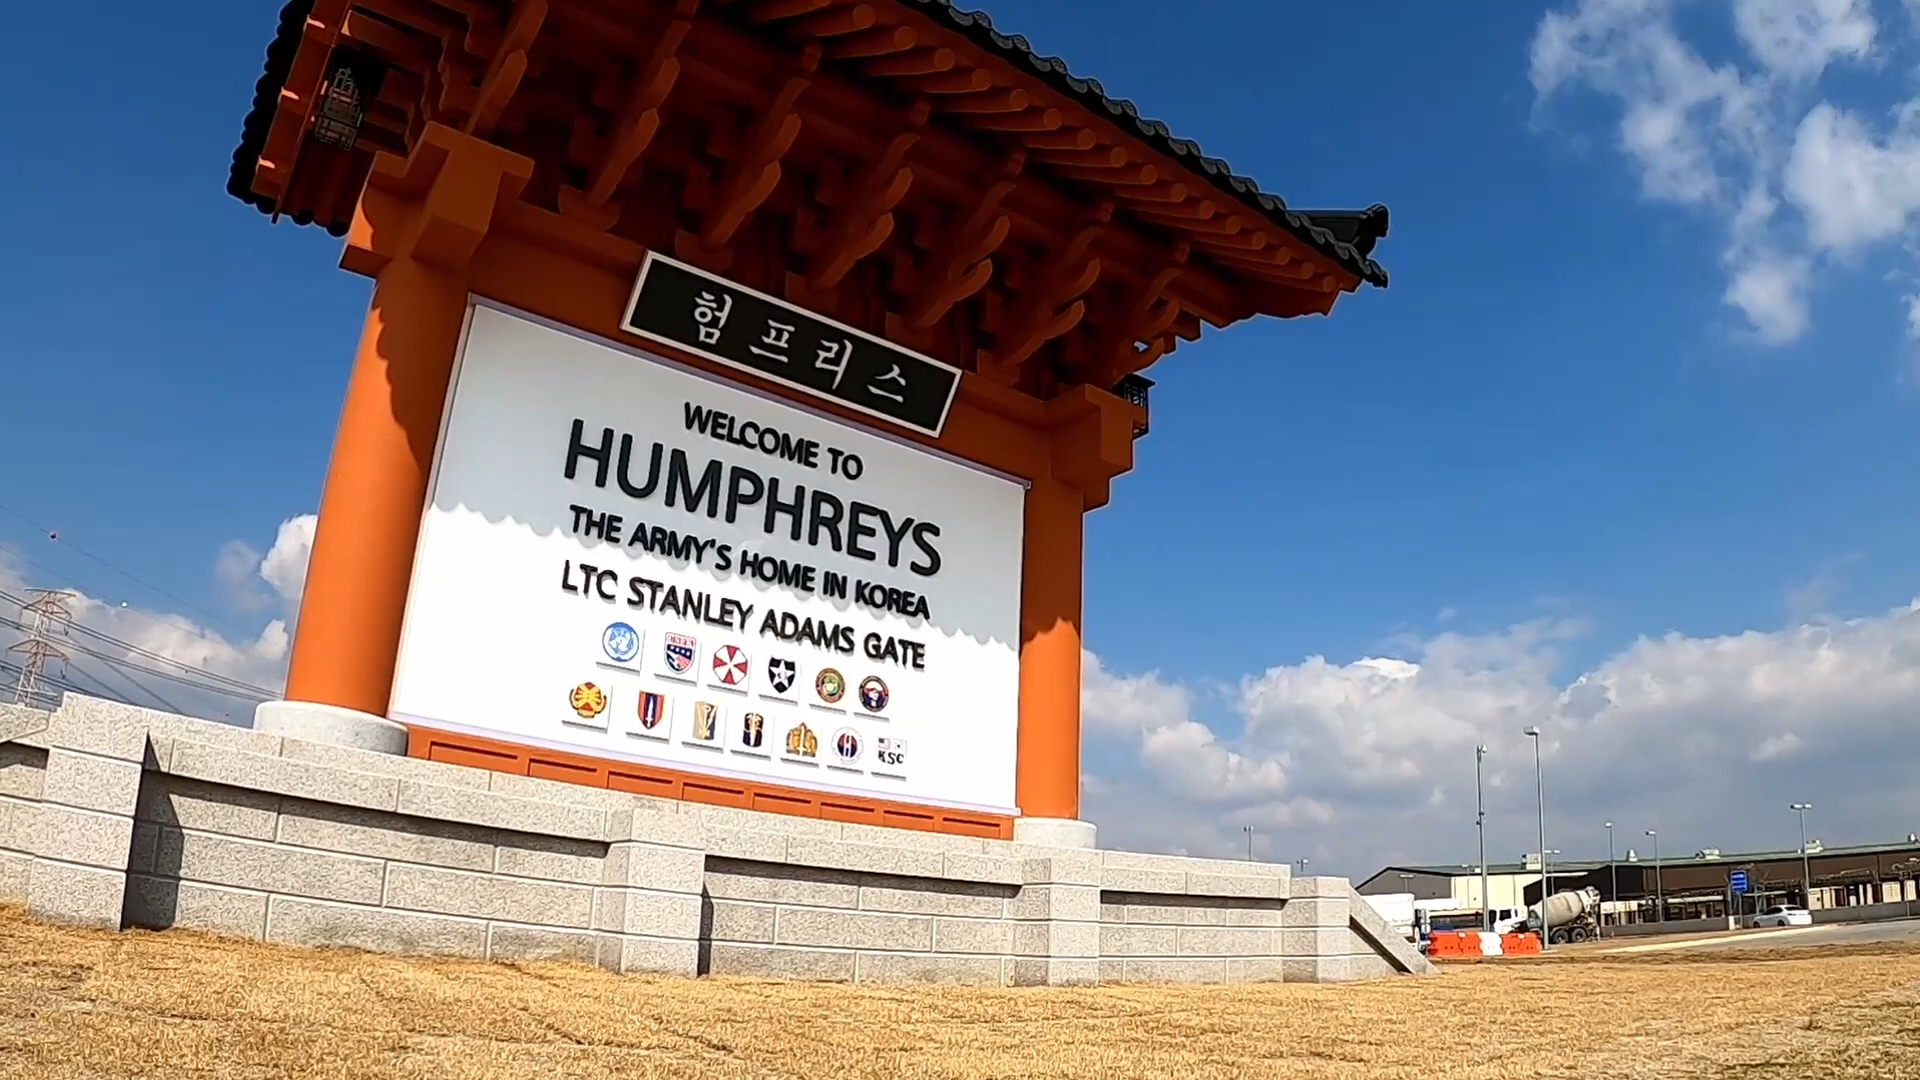 험프리스
WELCOME TO
HUMPHREYS
THE ARMY'S HOME IN KOREA
LTC STANLEY ADAMS GATE
KSC